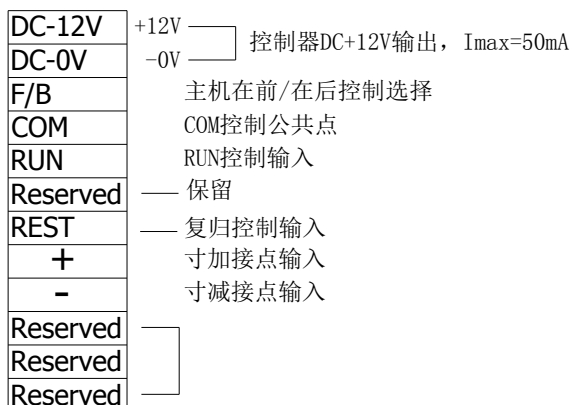 DC-12V +12V 控制器DC+12V输出，Imax=50mA
DC-0V -0V
F/B 主机在前/在后控制选择
COM COM控制公共点
RUN RUN控制输入
Reserved 保留
REST 复归控制输入
+ 寸加接点输入
- 寸减接点输入
Reserved
Reserved
Reserved